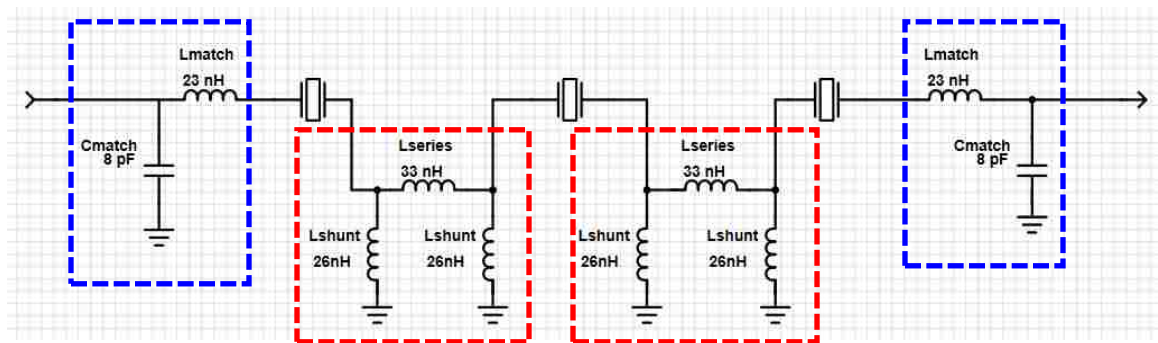 Lmatch
23 nH
Cmatch
8 pF
Lseries
33 nH
Lshunt
26nH
Lshunt
26nH
Lseries
33 nH
Lshunt
26nH
Lshunt
26nH
Lmatch
23 nH
Cmatch
8 pF